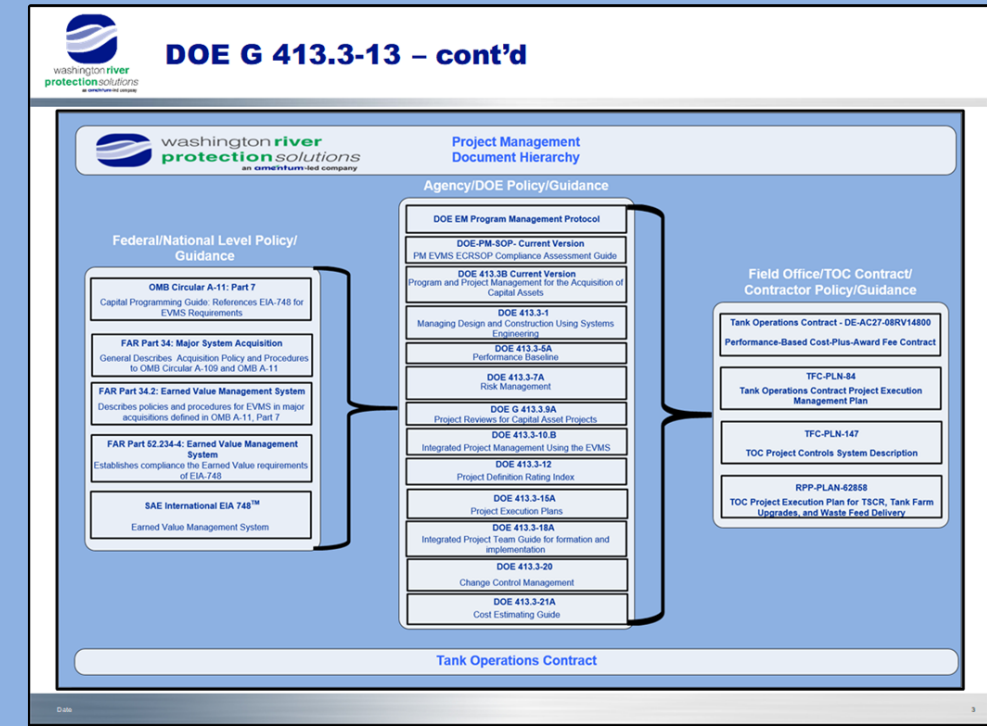 washington river
protection solutions
an amentum-led company
DOE G 413.3-13 – cont’d
washington river
protection solutions
an amentum-led company
Project Management
Document Hierarchy
Federal/National Level Policy/
Guidance
OMB Circular A-11: Part 7
Capital Programming Guide: References EIA-748 for
EVMS Requirements
FAR Part 34: Major System Acquisition
General Describes Acquisition Policy and Procedures
to OMB Circular A-109 and OMB A-11
FAR Part 34.2: Earned Value Management System
Describes policies and procedures for EVMS in major
acquisitions defined in OMB A-11, Part 7
FAR Part 52.234-4: Earned Value Management
System
Establishes compliance the Earned Value requirements
of EIA-748
SAE International EIA 748™
Earned Value Management System
Agency/DOE Policy/Guidance
DOE EM Program Management Protocol
DOE-PM-SOP- Current Version
PM EVMS ECRSOP Compliance Assessment Guide
DOE 413.3B Current Version
Program and Project Management for the Acquisition of
Capital Assets
DOE 413.3-1
Managing Design and Construction Using Systems
Engineering
DOE 413.3-5A
Performance Baseline
DOE 413.3-7A
Risk Management
DOE G 413.3.9A
Project Reviews for Capital Asset Projects
DOE 413.3-10.B
Integrated Project Management Using the EVMS
DOE 413.3-12
Project Definition Rating Index
DOE 413.3-15A
Project Execution Plans
DOE 413.3-18A
Integrated Project Team Guide for formation and
implementation
DOE 413.3-20
Change Control Management
DOE 413.3-21A
Cost Estimating Guide
Field Office/TOC Contract/
Contractor Policy/Guidance
Tank Operations Contract - DE-AC27-08RV14800
Performance-Based Cost-Plus-Award Fee Contract
TFC-PLN-84
Tank Operations Contract Project Execution
Management Plan
TFC-PLN-147
TOC Project Controls System Description
RPP-PLAN-62858
TOC Project Execution Plan for TSCR, Tank Farm
Upgrades, and Waste Feed Delivery
Tank Operations Contract
Date
3